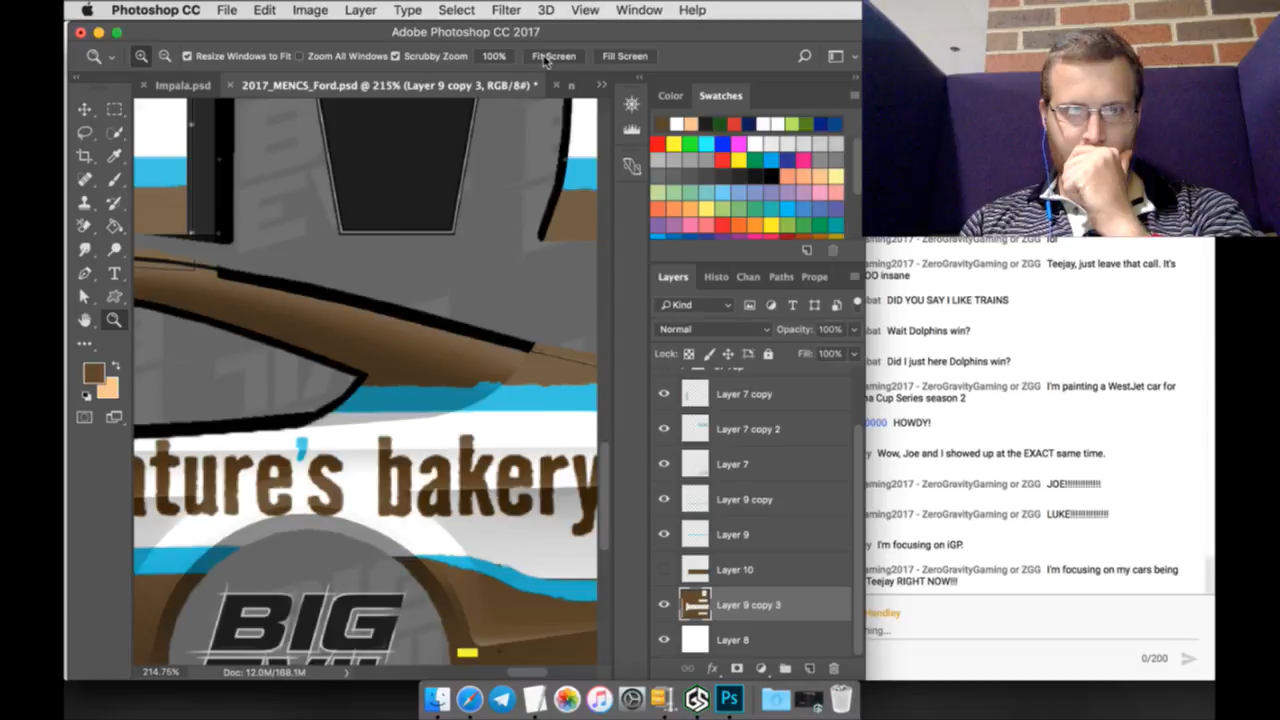 Photoshop CC File Edit Image Layer Type Select Filter 3D View Window Help
Adobe Photoshop CC 2017
Resize Windows to Fit Zoom All Windows Scrubby Zoom 100% Fit Screen Fill Screen
Impala.psd 2017_MENCS_Ford.psd @ 215% (Layer 9 copy 3, RGB/8#) * n
Color Swatches
Layers Histo Chan Paths Prope
Kind
Normal Opacity: 100%
Lock: Fill: 100%
Layer 7 copy
Layer 7 copy 2
Layer 7
Layer 9 copy
Layer 9
Layer 10
Layer 9 copy 3
Layer 8
ature's bakery
BIG
214.75% Doc: 12.0M/168.1M
Ps
aming2017 - ZeroGravityGaming or ZGG lol
aming2017 - ZeroGravityGaming or ZGG Teejay, just leave that call. It's
OO insane
bat DID YOU SAY I LIKE TRAINS
bat Wait Dolphins win?
bat Did I just here Dolphins win?
aming2017 - ZeroGravityGaming or ZGG I'm painting a WestJet car for
na Cup Series season 2
0000 HOWDY!
y Wow, Joe and I showed up at the EXACT same time.
aming2017 - ZeroGravityGaming or ZGG JOE!!!!!!!!!!!!!!
aming2017 - ZeroGravityGaming or ZGG LUKE!!!!!!!!!!!!!!
y I'm focusing on iGP.
aming2017 - ZeroGravityGaming or ZGG I'm focusing on my cars being
Teejay RIGHT NOW!!!
Handley
hing...
0/200